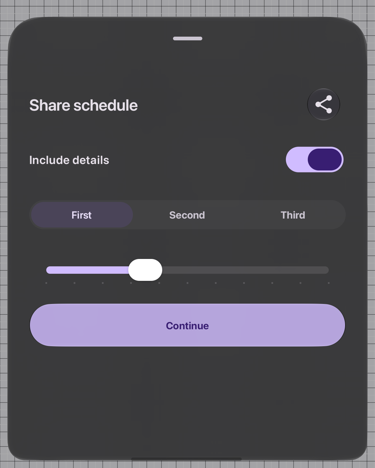 Share schedule
Include details
First
Second
Third
Continue